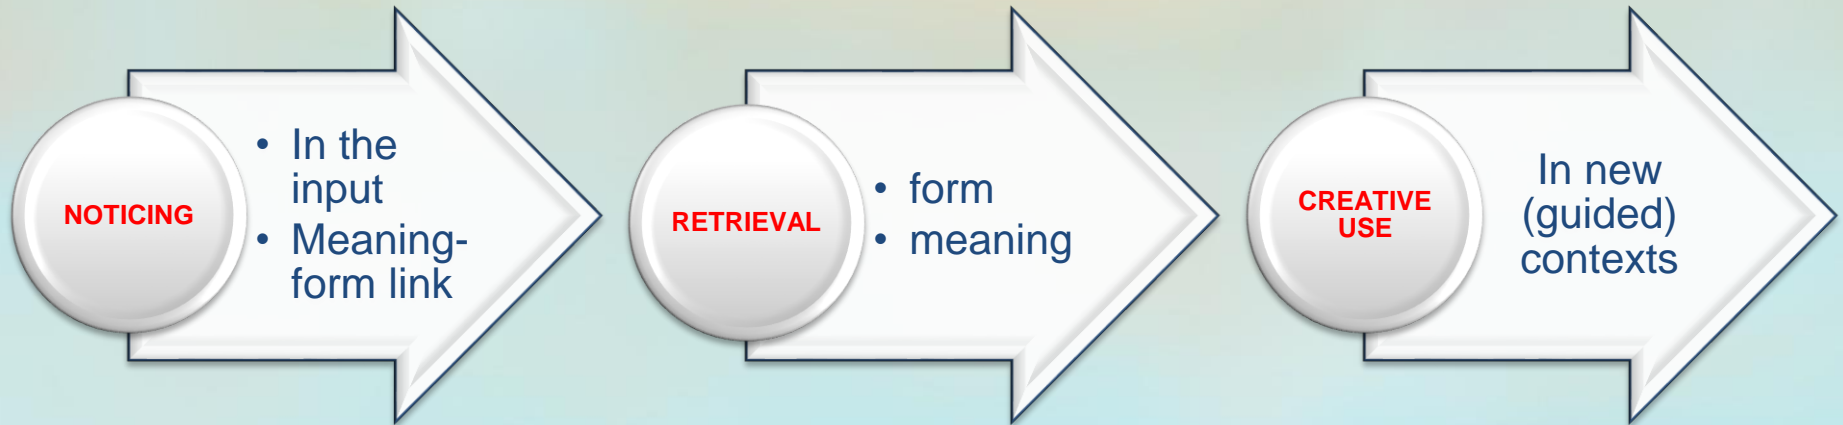 NOTICING
• In the
input
• Meaning-
form link
RETRIEVAL
• form
• meaning
CREATIVE
USE
In new
(guided)
contexts